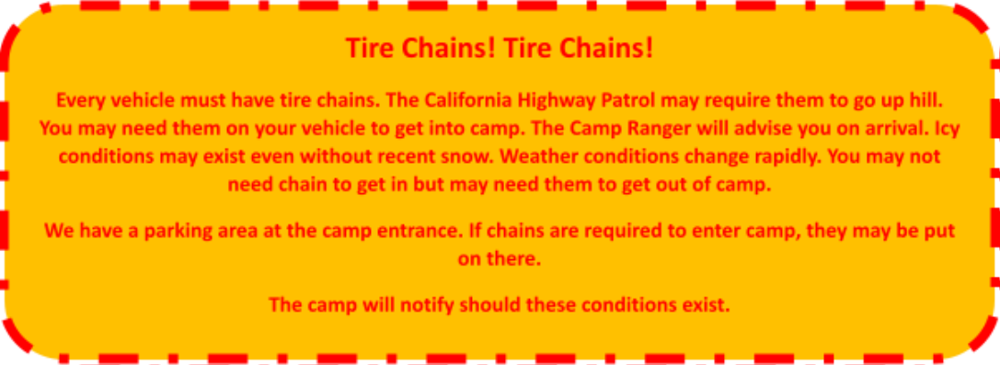 Tire Chains! Tire Chains!
Every vehicle must have tire chains. The California Highway Patrol may require them to go up hill.
You may need them on your vehicle to get into camp. The Camp Ranger will advise you on arrival. Icy
conditions may exist even without recent snow. Weather conditions change rapidly. You may not
need chain to get in but may need them to get out of camp.
We have a parking area at the camp entrance. If chains are required to enter camp, they may be put
on there.
The camp will notify should these conditions exist.